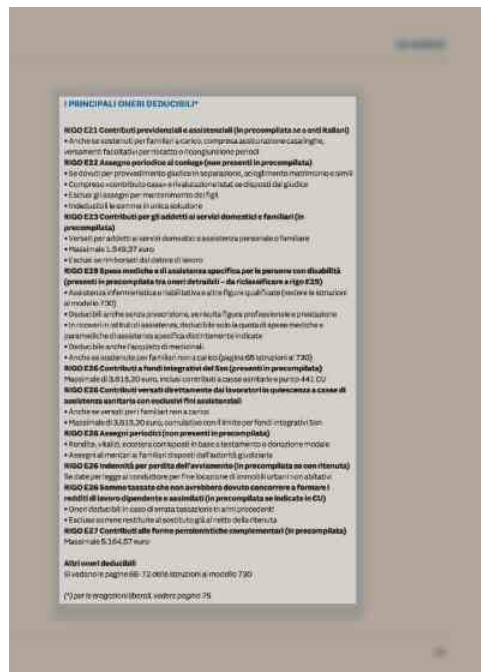 I PRINCIPALI ONERI DEDUCIBILI*
RIGO E21 Contributi previdenziali e assistenziali (in precompilata se a enti italiani)
• Anche se sostenuti per familiari a carico, compresa assicurazione casalinghe,
versamenti facoltativi per riscatto o ricongiunzione periodi
RIGO E22 Assegno periodico al coniuge (non presenti in precompilata)
• Se dovuti per provvedimento giudice in separazione, scioglimento matrimonio e simili
• Compreso «contributo casa» e rivalutazione Istat se disposti dal giudice
• Esclusi gli assegni per mantenimento dei figli
• Indeducibili le somme in unica soluzione
RIGO E23 Contributi per gli addetti ai servizi domestici e familiari (in
precompilata)
• Versati per addetti ai servizi domestici e assistenza personale o familiare
• Massimale 1.549,37 euro
• Esclusi se rimborsati dal datore di lavoro
RIGO E25 Spese mediche e di assistenza specifica per le persone con disabilità
(presenti in precompilata tra oneri detraibili – da riclassificare a rigo E25)
• Assistenza infermieristica e riabilitativa e altre figure qualificate (vedere le istruzioni
al modello 730)
• Deducibili anche senza prescrizione, se risulta figura professionale e prestazione
• In ricoveri in istituti di assistenza, deducibile solo la quota di spese mediche e
paramediche di assistenza specifica distintamente indicate
• Deducibile anche l'acquisto di medicinali
• Anche se sostenute per familiari non a carico (pagina 65 istruzioni al 730)
RIGO E26 Contributi a fondi integrativi del Ssn (presenti in precompilata)
Massimale di 3.615,20 euro, inclusi contributi a casse sanitarie e punto 441 CU
RIGO E26 Contributi versati direttamente dai lavoratori in quiescenza a casse di
assistenza sanitaria con esclusivi fini assistenziali
• Anche se versati per i familiari non a carico
• Massimale di 3.615,20 euro, cumulativo con il limite per fondi integrativi Ssn
RIGO E26 Assegni periodici (non presenti in precompilata)
• Rendite, vitalizi, eccetera corrisposti in base a testamento o donazione modale
• Assegni alimentari ai familiari disposti dall'autorità giudiziaria
RIGO E26 Indennità per perdita dell'avviamento (in precompilata se con ritenuta)
Se date per legge al conduttore per fine locazione di immobili urbani non abitativi
RIGO E26 Somme tassate che non avrebbero dovuto concorrere a formare i
redditi di lavoro dipendente e assimilati (in precompilata se indicate in CU)
• Oneri deducibili in caso di errata tassazione in anni precedenti
• Escluse somme restituite al sostituto già al netto della ritenuta
RIGO E27 Contributi alle forme pensionistiche complementari (in precompilata)
Massimale 5.164,57 euro
Altri oneri deducibili
Si vedano le pagine 66-72 delle istruzioni al modello 730
(*) per le erogazioni liberali, vedere pagina 75